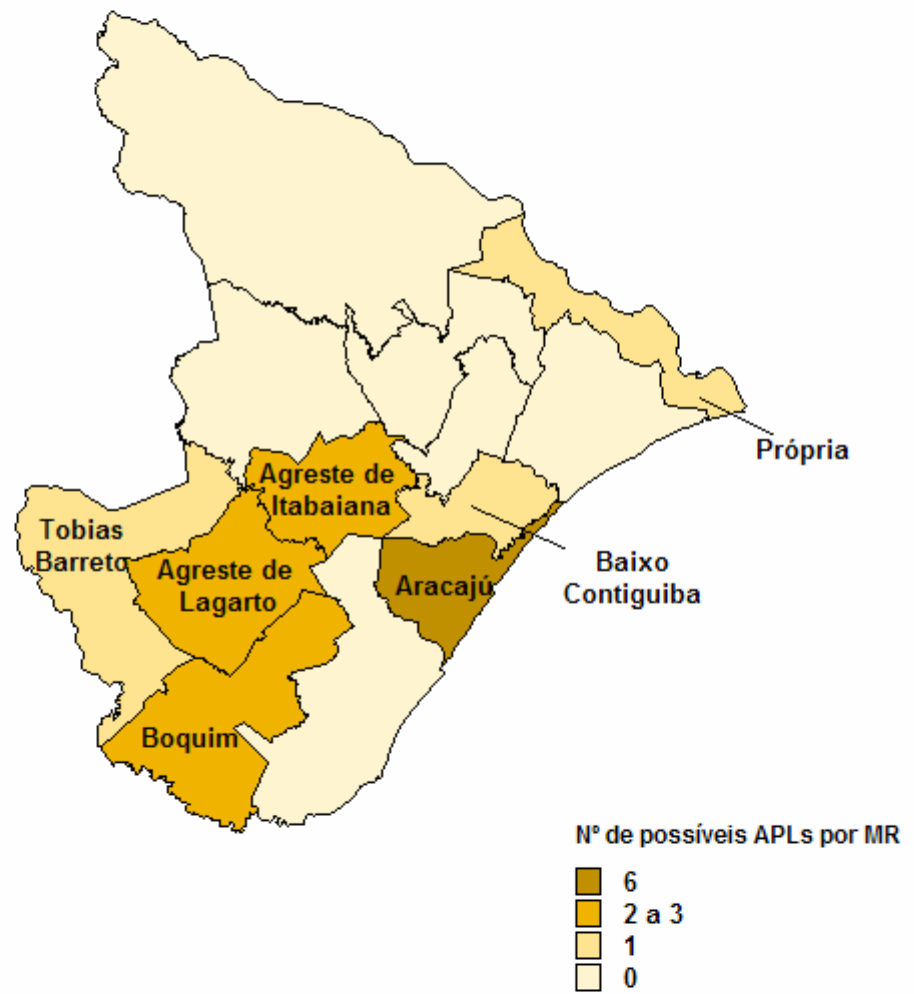 Própria
Agreste de
Itabaiana
Tobias
Barreto
Agreste de
Lagarto
Aracajú
Baixo
Contiguiba
Boquim
N° de possíveis APLs por MR
6
2 a 3
1
0